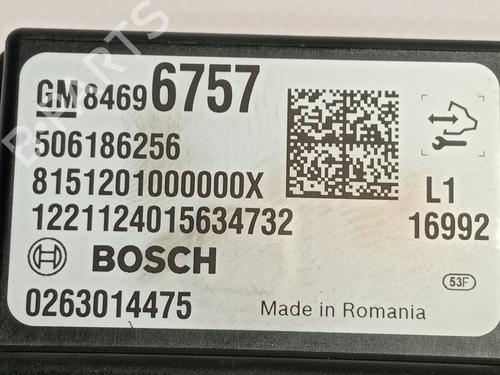 GM 8469 6757
506186256
8151201000000X
1221124015634732
L1
16992
BOSCH
53F
0263014475
Made in Romania